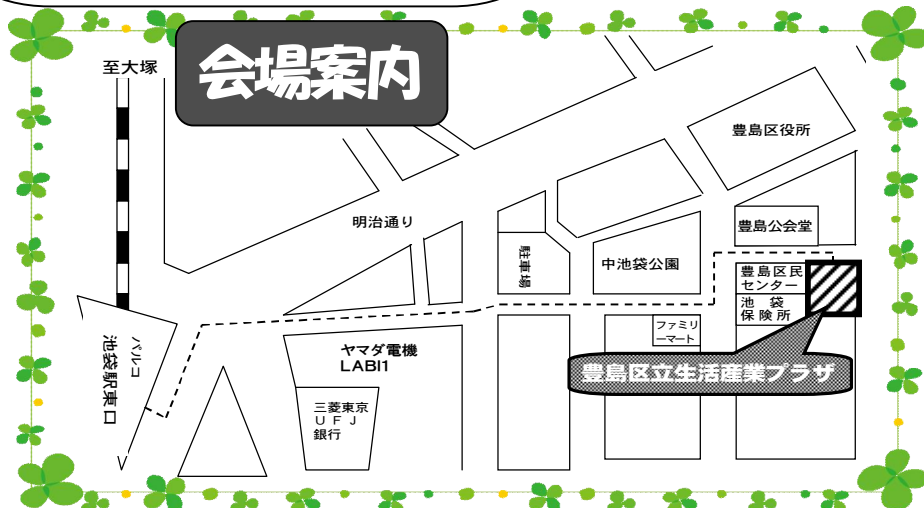 至大塚
会場案内
豊島区役所
明治通り
豊島公会堂
駐車場
中池袋公園
豊島区民
センター
池袋
保険所
ファミリ
ーマート
パルコ
池袋駅東口
ヤマダ電機
LABI1
豊島区立生活産業プラザ
三菱東京
UFJ
銀行